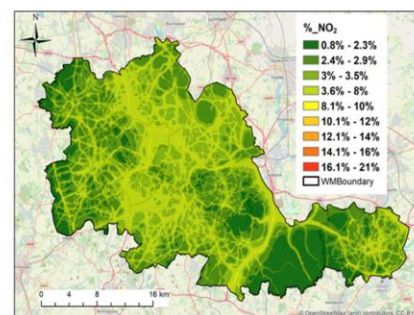 N
%_NO₂
0.8% - 2.3%
2.4% - 2.9%
3% - 3.5%
3.6% - 8%
8.1% - 10%
10.1% - 12%
12.1% - 14%
14.1% - 16%
16.1% - 21%
WMBoundary
0 4 8 16 km